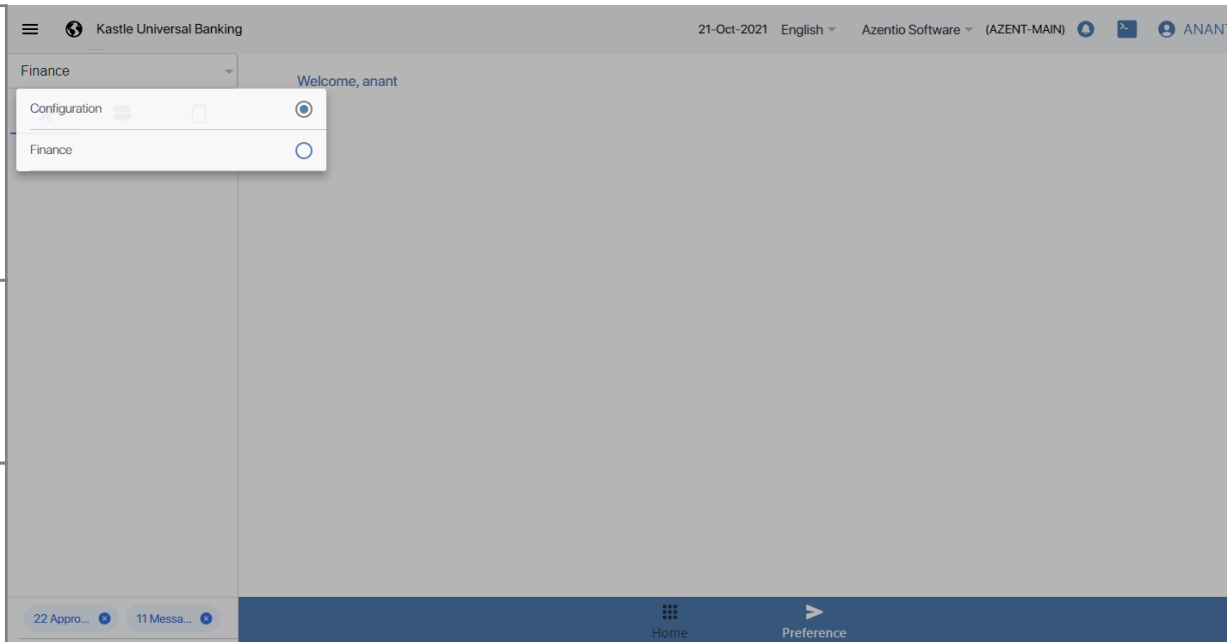 Kastle Universal Banking
21-Oct-2021 English Azentio Software (AZENT-MAIN) ANANT
Finance
Welcome, anant
Configuration
Finance
22 Appro... 11 Messa...
Home Preference